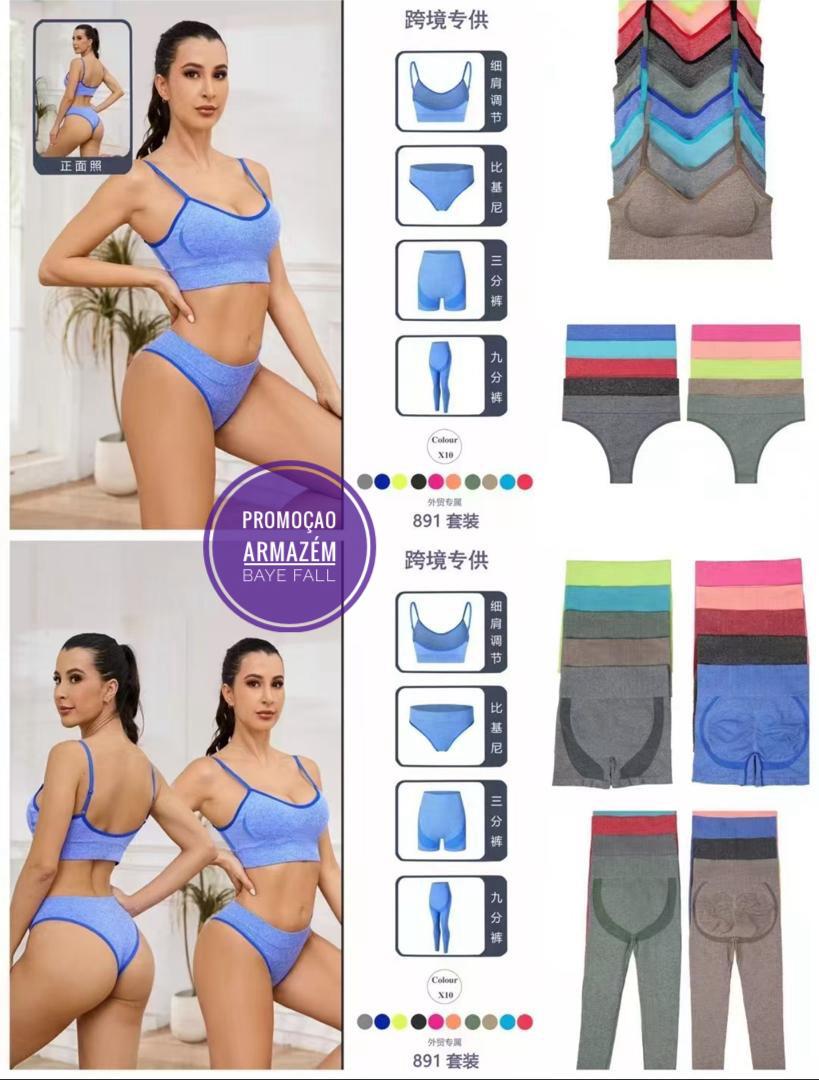 正面照
跨境专供
细肩调节
比基尼
三分裤
九分裤
Colour
X10
外贸专属
891 套装
PROMOÇAO
ARMAZÉM
BAYE FALL
跨境专供
细肩调节
比基尼
三分裤
九分裤
Colour
X10
外贸专属
891 套装